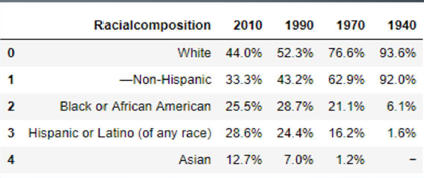 Racialcomposition 2010 1990 1970 1940
0 White 44.0% 52.3% 76.6% 93.6%
1 —Non-Hispanic 33.3% 43.2% 62.9% 92.0%
2 Black or African American 25.5% 28.7% 21.1% 6.1%
3 Hispanic or Latino (of any race) 28.6% 24.4% 16.2% 1.6%
4 Asian 12.7% 7.0% 1.2% −